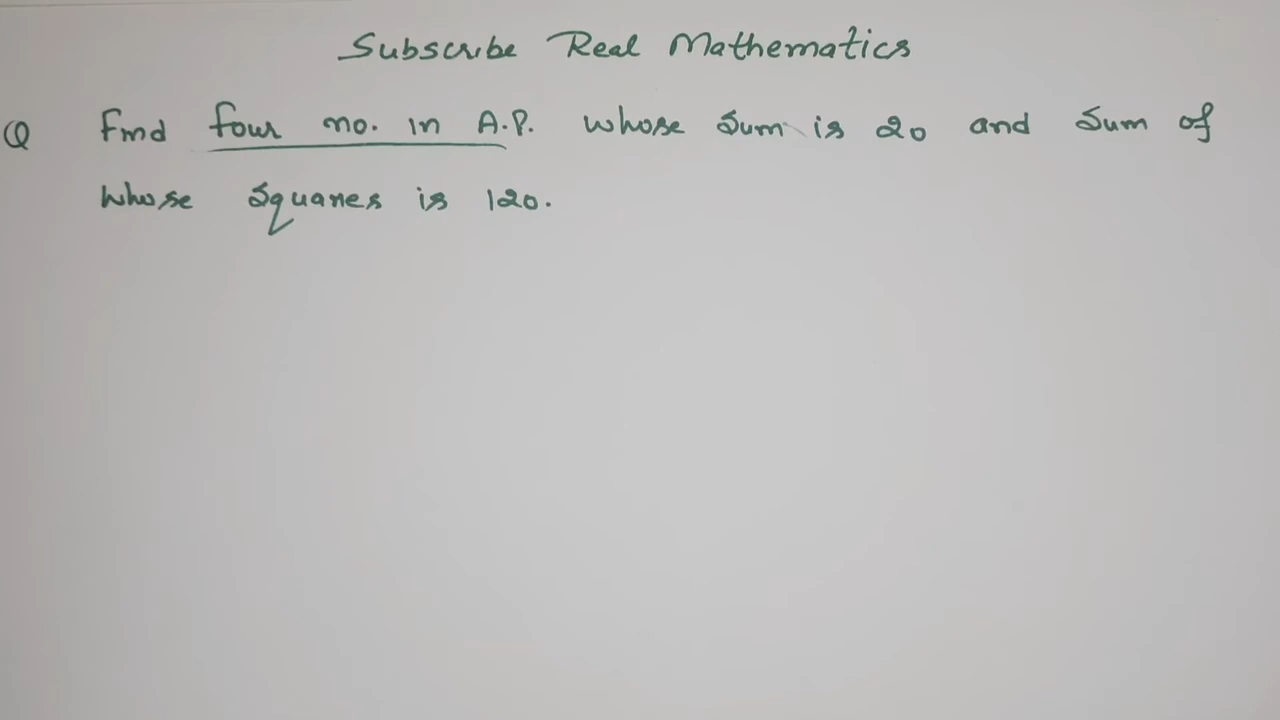 Subscribe Real Mathematics
Q Find four no. in A.P. whose sum is 20 and sum of
whose squares is 120.